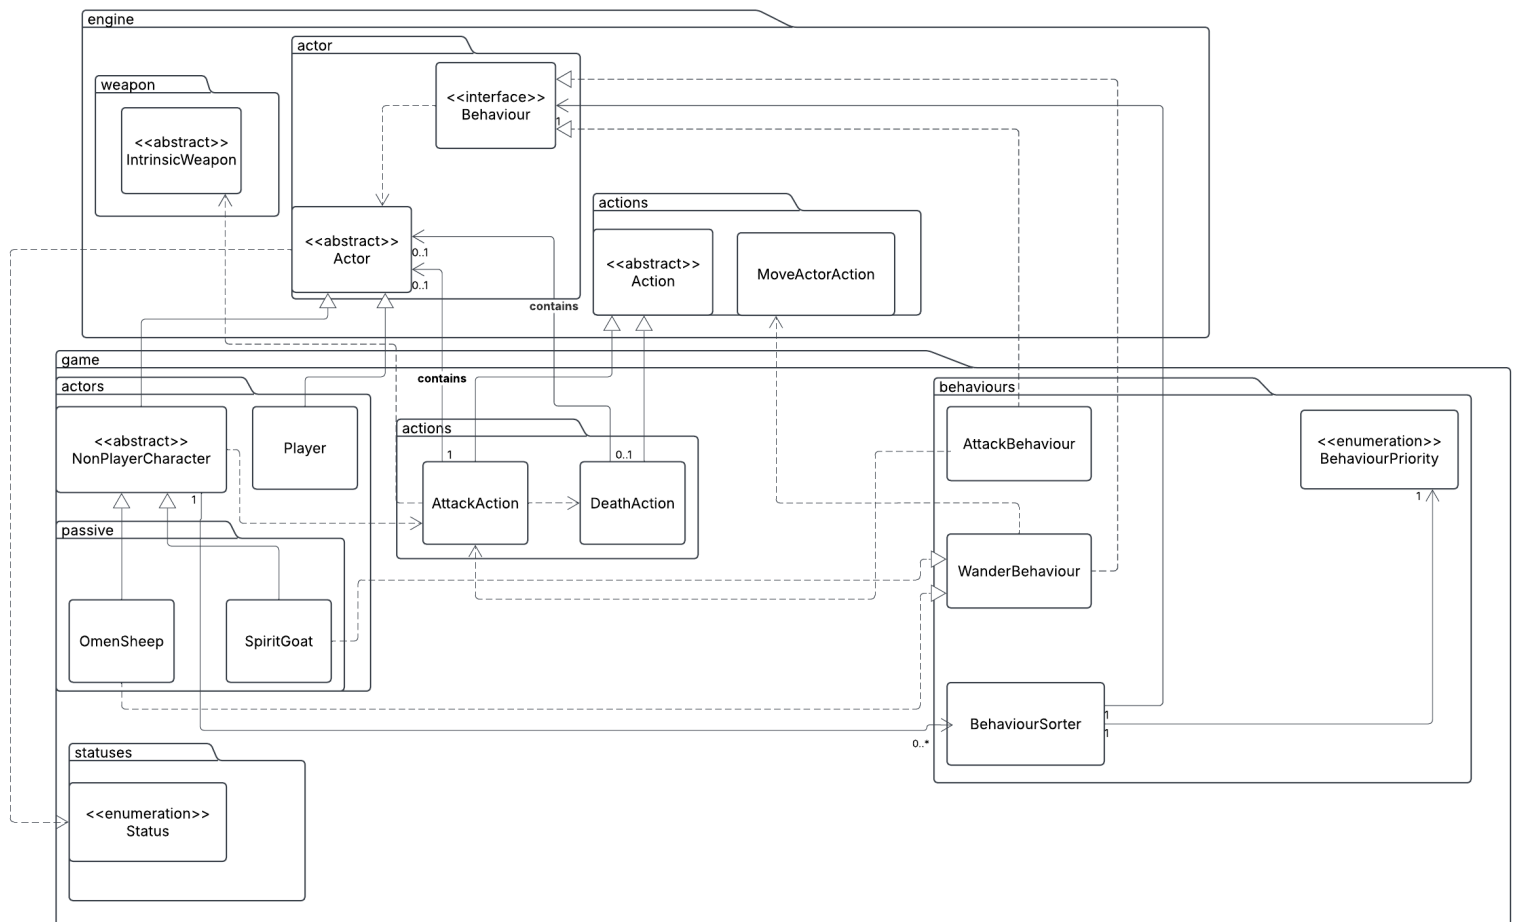 engine
actor
weapon
<<interface>>
Behaviour
1
<<abstract>>
IntrinsicWeapon
actions
<<abstract>>
Actor
0..1
0..1
<<abstract>>
Action
MoveActorAction
contains
game
contains
actors
behaviours
<<abstract>>
NonPlayerCharacter
Player
actions
1
0..1
AttackAction
DeathAction
AttackBehaviour
<<enumeration>>
BehaviourPriority
1
1
passive
WanderBehaviour
OmenSheep
SpiritGoat
BehaviourSorter
1
1
0..*
statuses
<<enumeration>>
Status